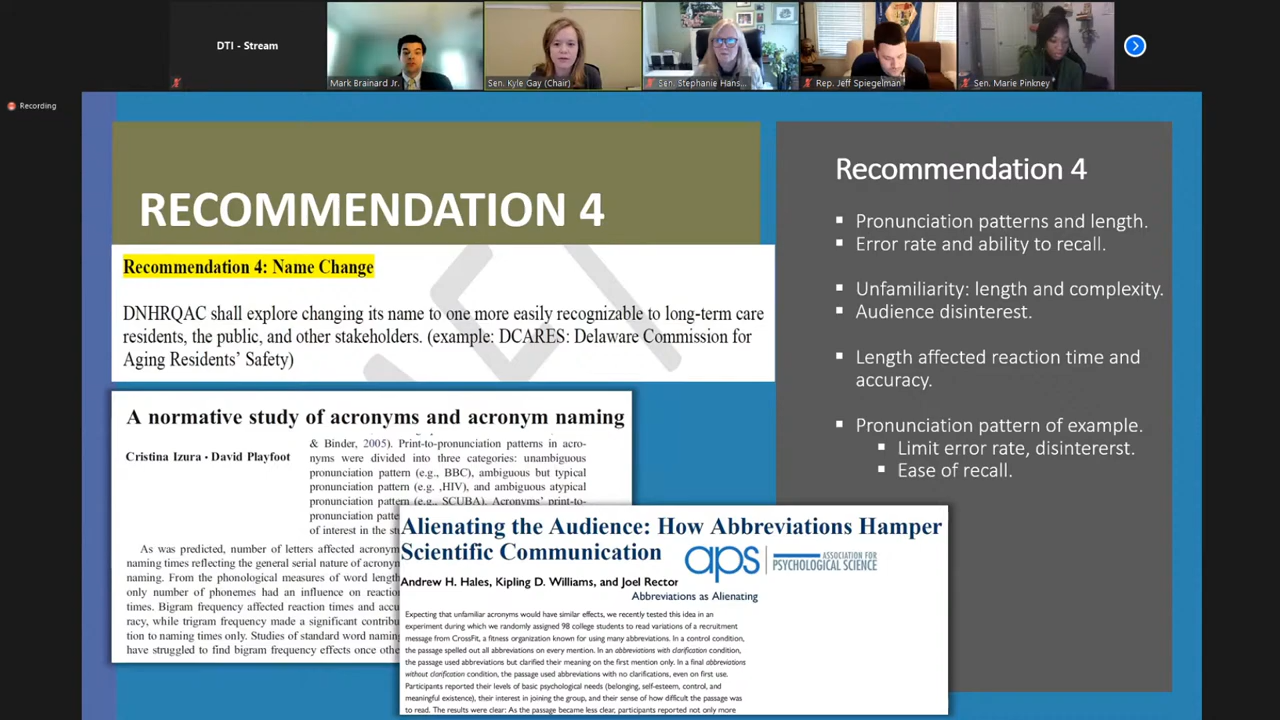 DTI - Stream
Mark Brainard Jr.
Sen. Kyle Gay (Chair)
Sen. Stephanie Hans...
Rep. Jeff Spiegelman
Sen. Marie Pinkney
Recording
RECOMMENDATION 4
Recommendation 4: Name Change
DNHRQAC shall explore changing its name to one more easily recognizable to long-term care
residents, the public, and other stakeholders. (example: DCARES: Delaware Commission for
Aging Residents’ Safety)
A normative study of acronyms and acronym naming
Cristina Izura · David Playfoot
& Binder, 2005). Print-to-pronunciation patterns in acro-
nyms were divided into three categories: unambiguous
pronunciation pattern (e.g., BBC), ambiguous but typical
pronunciation pattern (e.g. ,HIV), and ambiguous atypical
pronunciation pattern (e.g., SCUBA). Acronyms’ print-to-
pronunciation patte
of interest in the s
As was predicted, number of letters affected acronym
naming times reflecting the general serial nature of acrony
naming. From the phonological measures of word lengt
only number of phonemes had an influence on reaction
times. Bigram frequency affected reaction times and accu
racy, while trigram frequency made a significant contribu
tion to naming times only. Studies of standard word naming
have struggled to find bigram frequency effects once othe
Alienating the Audience: How Abbreviations Hamper
Scientific Communication
aps ASSOCIATION FOR
PSYCHOLOGICAL SCIENCE
Andrew H. Hales, Kipling D. Williams, and Joel Rector
Abbreviations as Alienating
Expecting that unfamiliar acronyms would have similar effects, we recently tested this idea in an
experiment during which we randomly assigned 98 college students to read variations of a recruitment
message from CrossFit, a fitness organization known for using many abbreviations. In a control condition,
the passage spelled out all abbreviations on every mention. In an abbreviations with clarification condition,
the passage used abbreviations but clarified their meaning on the first mention only. In a final abbreviations
without clarification condition, the passage used abbreviations with no clarifications, even on first use.
Participants reported their levels of basic psychological needs (belonging, self-esteem, control, and
meaningful existence), their interest in joining the group, and their sense of how difficult the passage was
to read. The results were clear: As the passage became less clear, participants reported not only more
Recommendation 4
Pronunciation patterns and length.
Error rate and ability to recall.
Unfamiliarity: length and complexity.
Audience disinterest.
Length affected reaction time and
accuracy.
Pronunciation pattern of example.
Limit error rate, disintererst.
Ease of recall.